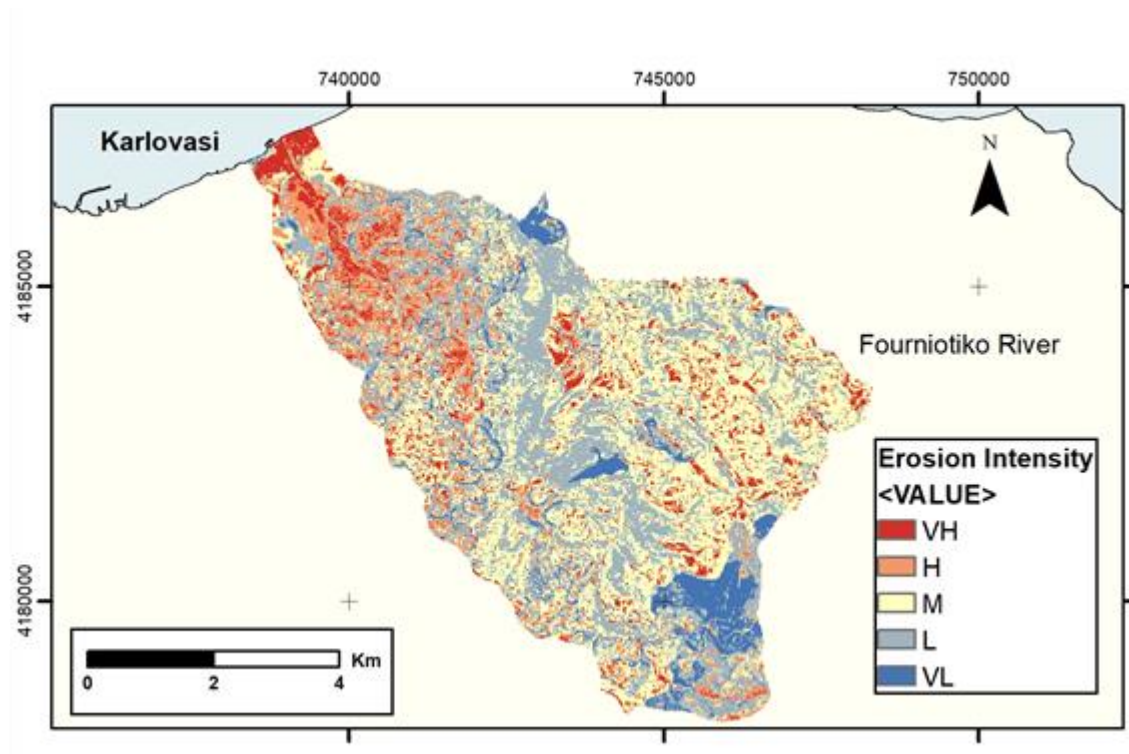 740000
745000
750000
Karlovasi
N
4185000
Fourniotiko River
Erosion Intensity
<VALUE>
VH
H
M
L
VL
4180000
Km
0
2
4